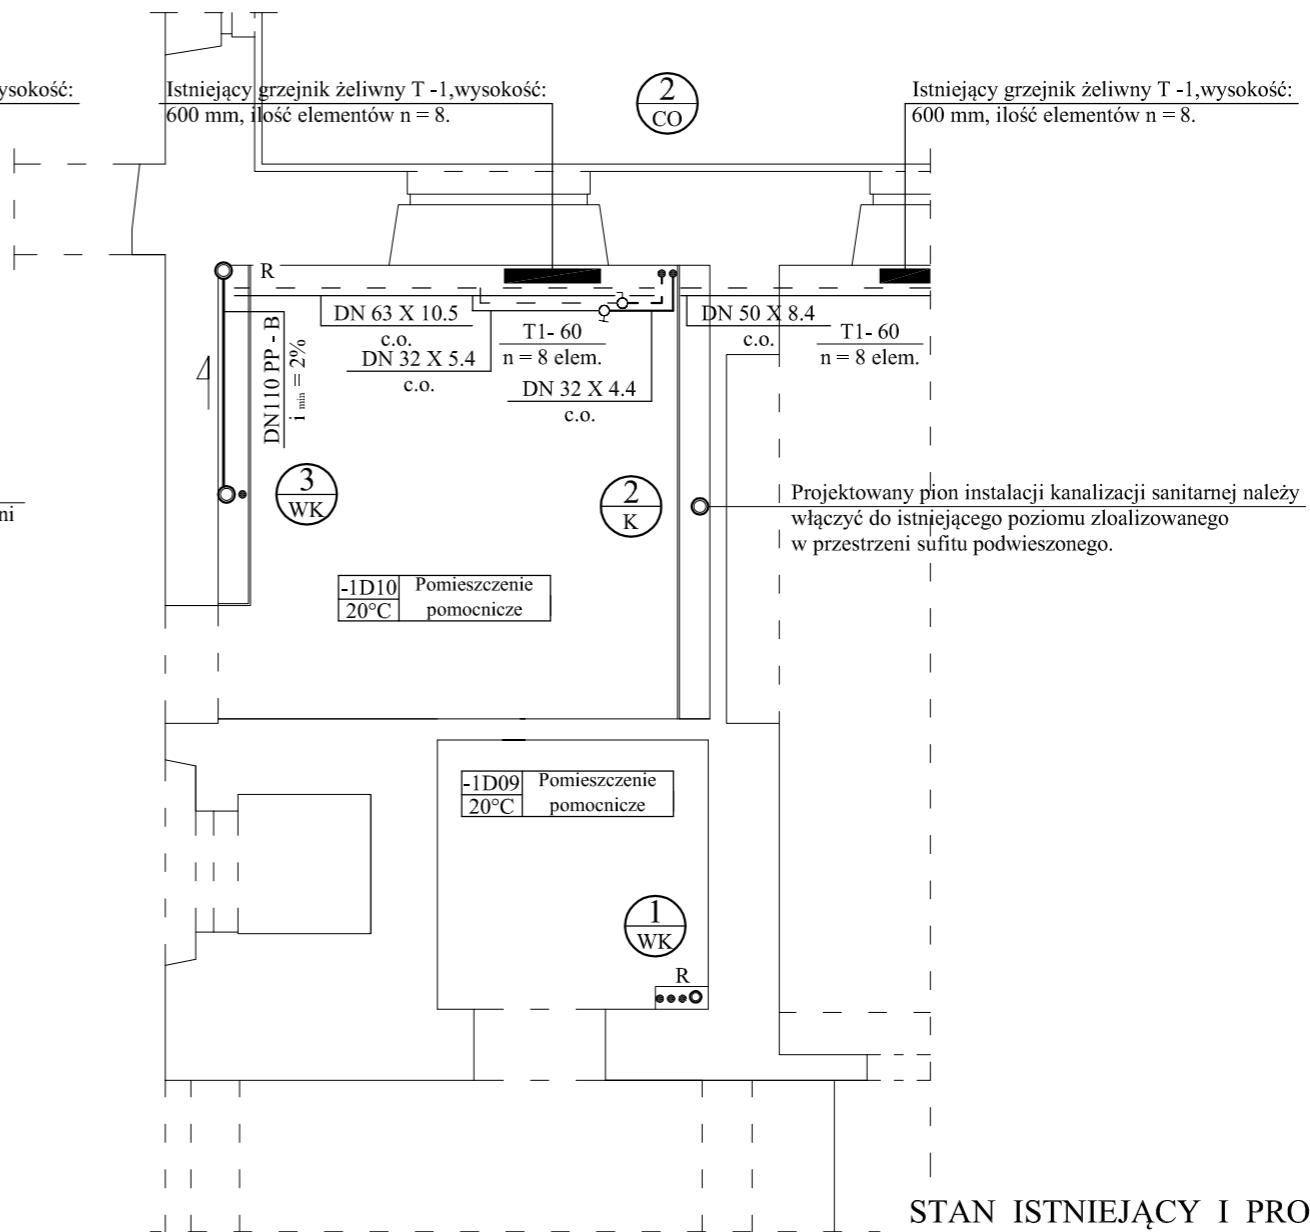 ysokość:
Istniejący grzejnik żeliwny T -1,wysokość:
600 mm, ilość elementów n = 8.
2
CO
Istniejący grzejnik żeliwny T -1,wysokość:
600 mm, ilość elementów n = 8.
R
DN 63 X 10.5
c.o.
DN 32 X 5.4
c.o.
T1- 60
n = 8 elem.
DN 32 X 4.4
c.o.
DN 50 X 8.4
c.o.
T1- 60
n = 8 elem.
DN110 PP - B
i min = 2%
3
WK
2
K
ni
Projektowany pion instalacji kanalizacji sanitarnej należy
włączyć do istniejącego poziomu zloalizowanego
w przestrzeni sufitu podwieszonego.
-1D10 Pomieszczenie
20°C pomocnicze
-1D09 Pomieszczenie
20°C pomocnicze
1
WK
R
STAN ISTNIEJĄCY I PRO